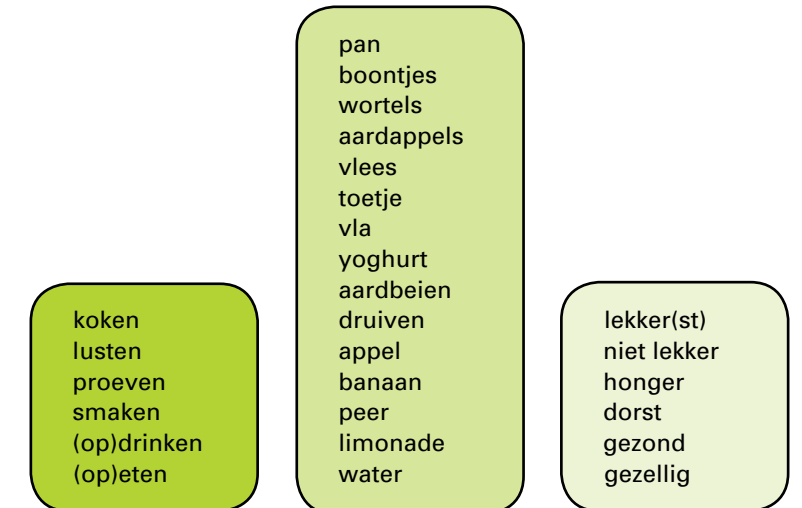 koken
lusten
proeven
smaken
(op)drinken
(op)eten
pan
boontjes
wortels
aardappels
vlees
toetje
vla
yoghurt
aardbeien
druiven
appel
banaan
peer
limonade
water
lekker(st)
niet lekker
honger
dorst
gezond
gezellig